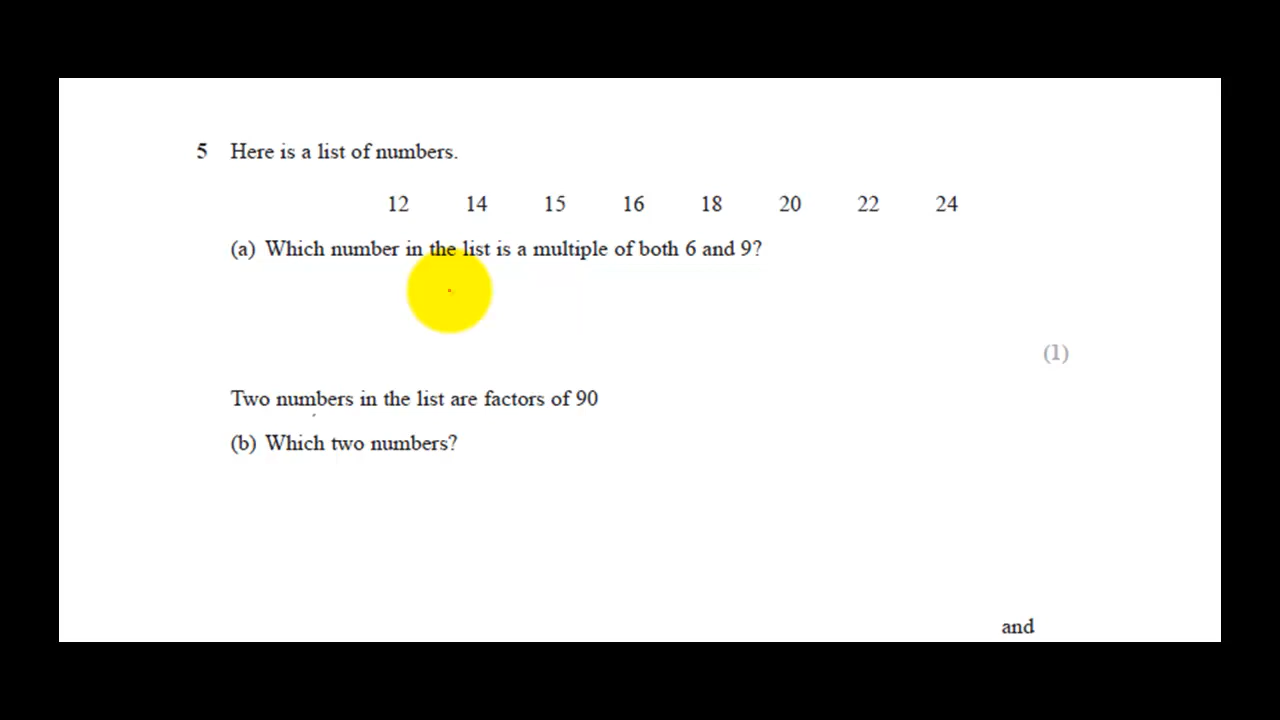 5 Here is a list of numbers.
12 14 15 16 18 20 22 24
(a) Which number in the list is a multiple of both 6 and 9?
(1)
Two numbers in the list are factors of 90
(b) Which two numbers?
and